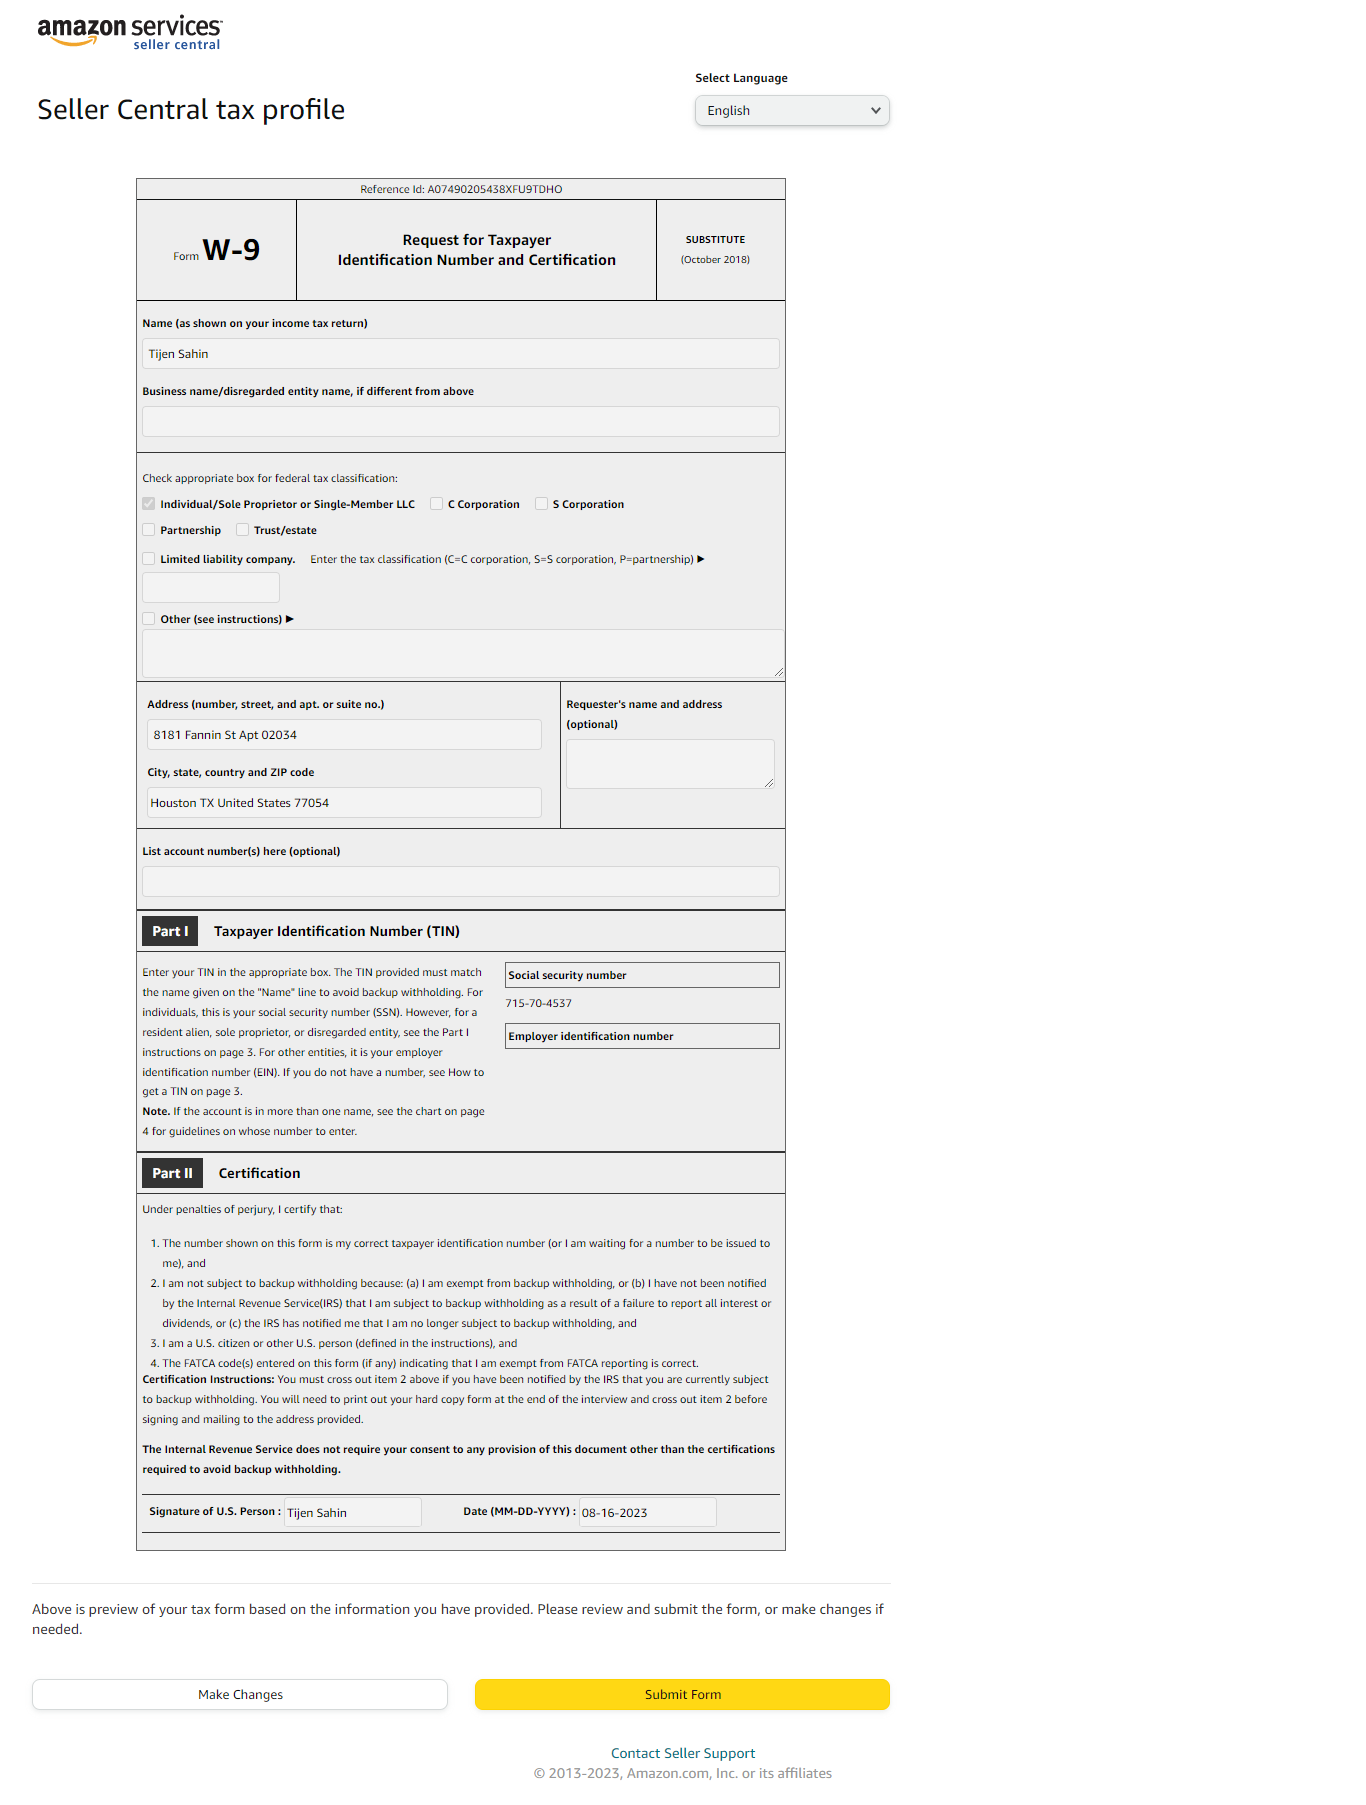 amazon services
seller central
Select Language
Seller Central tax profile
English
Reference Id: A07490205438XFU9TDHO
Form W-9
Request for Taxpayer
Identification Number and Certification
SUBSTITUTE
(October 2018)
Name (as shown on your income tax return)
Tijen Sahin
Business name/disregarded entity name, if different from above
Check appropriate box for federal tax classification:
Individual/Sole Proprietor or Single-Member LLC C Corporation S Corporation
Partnership Trust/estate
Limited liability company. Enter the tax classification (C=C corporation, S=S corporation, P=partnership) ▶
Other (see instructions) ▶
Address (number, street, and apt. or suite no.)
8181 Fannin St Apt 02034
City, state, country and ZIP code
Houston TX United States 77054
Requester's name and address
(optional)
List account number(s) here (optional)
Part I Taxpayer Identification Number (TIN)
Enter your TIN in the appropriate box. The TIN provided must match
the name given on the "Name" line to avoid backup withholding. For
individuals, this is your social security number (SSN). However, for a
resident alien, sole proprietor, or disregarded entity, see the Part I
instructions on page 3. For other entities, it is your employer
identification number (EIN). If you do not have a number, see How to
get a TIN on page 3.
Note. If the account is in more than one name, see the chart on page
4 for guidelines on whose number to enter.
Social security number
715-70-4537
Employer identification number
Part II Certification
Under penalties of perjury, I certify that:
1. The number shown on this form is my correct taxpayer identification number (or I am waiting for a number to be issued to
me), and
2. I am not subject to backup withholding because: (a) I am exempt from backup withholding, or (b) I have not been notified
by the Internal Revenue Service(IRS) that I am subject to backup withholding as a result of a failure to report all interest or
dividends, or (c) the IRS has notified me that I am no longer subject to backup withholding, and
3. I am a U.S. citizen or other U.S. person (defined in the instructions), and
4. The FATCA code(s) entered on this form (if any) indicating that I am exempt from FATCA reporting is correct.
Certification Instructions: You must cross out item 2 above if you have been notified by the IRS that you are currently subject
to backup withholding. You will need to print out your hard copy form at the end of the interview and cross out item 2 before
signing and mailing to the address provided.
The Internal Revenue Service does not require your consent to any provision of this document other than the certifications
required to avoid backup withholding.
Signature of U.S. Person : Tijen Sahin Date (MM-DD-YYYY) : 08-16-2023
Above is preview of your tax form based on the information you have provided. Please review and submit the form, or make changes if
needed.
Make Changes Submit Form
Contact Seller Support
© 2013-2023, Amazon.com, Inc. or its affiliates